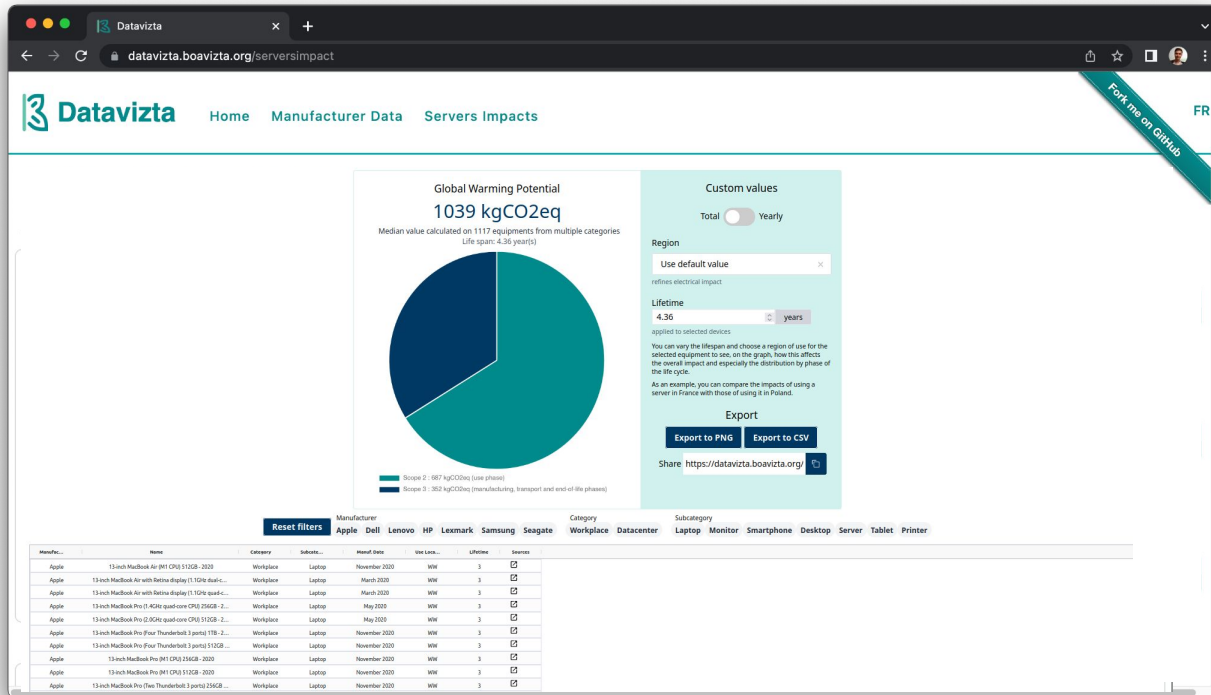 Datavizta
datavizta.boavizta.org/serversimpact
Datavizta
Home Manufacturer Data Servers Impacts
FR
Fork me on GitHub
Global Warming Potential
1039 kgCO2eq
Median value calculated on 1117 equipments from multiple categories
Life span: 4.36 year(s)
Scope 2 : 687 kgCO2eq (use phase)
Scope 3 : 352 kgCO2eq (manufacturing, transport and end-of-life phases)
Custom values
Total Yearly
Region
Use default value
refines electrical impact
Lifetime
4.36 years
applied to selected devices
You can vary the lifespan and choose a region of use for the
selected equipment to see, on the graph, how this affects
the overall impact and especially the distribution by phase of
the life cycle.
As an example, you can compare the impacts of using a
server in France with those of using it in Poland.
Export
Export to PNG Export to CSV
Share https://datavizta.boavizta.org/
Reset filters
Manufacturer
Apple Dell Lenovo HP Lexmark Samsung Seagate
Category
Workplace Datacenter
Subcategory
Laptop Monitor Smartphone Desktop Server Tablet Printer
Manufac... Name Category Subcate... Manuf. Date Use Loca... Lifetime Sources
Apple 13-inch MacBook Air (M1 CPU) 512GB - 2020 Workplace Laptop November 2020 WW 3
Apple 13-inch MacBook Air with Retina display (1.1GHz dual-c... Workplace Laptop March 2020 WW 3
Apple 13-inch MacBook Air with Retina display (1.1GHz quad-c... Workplace Laptop March 2020 WW 3
Apple 13-inch MacBook Pro (1.4GHz quad-core CPU) 256GB - 2... Workplace Laptop May 2020 WW 3
Apple 13-inch MacBook Pro (2.0GHz quad-core CPU) 512GB - 2... Workplace Laptop May 2020 WW 3
Apple 13-inch MacBook Pro (Four Thunderbolt 3 ports) 1TB - 2... Workplace Laptop November 2020 WW 3
Apple 13-inch MacBook Pro (Four Thunderbolt 3 ports) 512GB ... Workplace Laptop November 2020 WW 3
Apple 13-inch MacBook Pro (M1 CPU) 256GB - 2020 Workplace Laptop November 2020 WW 3
Apple 13-inch MacBook Pro (M1 CPU) 512GB - 2020 Workplace Laptop November 2020 WW 3
Apple 13-inch MacBook Pro (Two Thunderbolt 3 ports) 256GB ... Workplace Laptop November 2020 WW 3